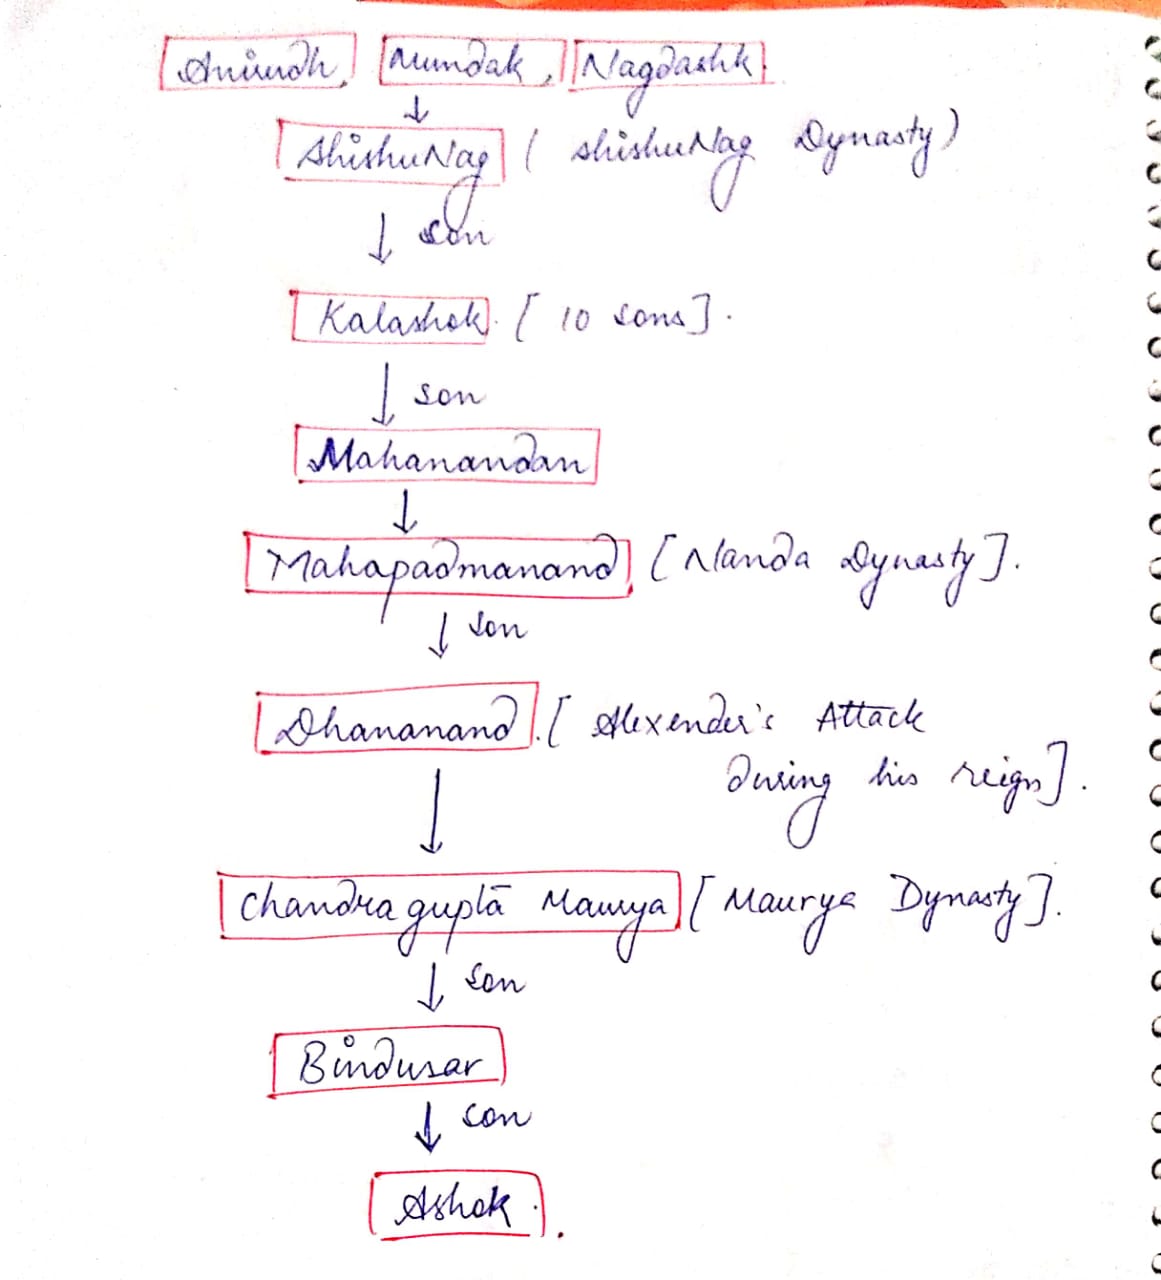 Anirudh, Mundak, Nagdashk.
↓
ShishuNag ( ShishuNag Dynasty )
↓ son
Kalashok. [ 10 sons ].
↓ son
Mahanandan
↓
Mahapadmanand [ Nanda Dynasty ].
↓ son
Dhananand. [ Alexender's Attack
during his reign ].
↓
Chandragupta Maurya [ Maurya Dynasty ].
↓ son
Bindusar
↓ son
Ashok.